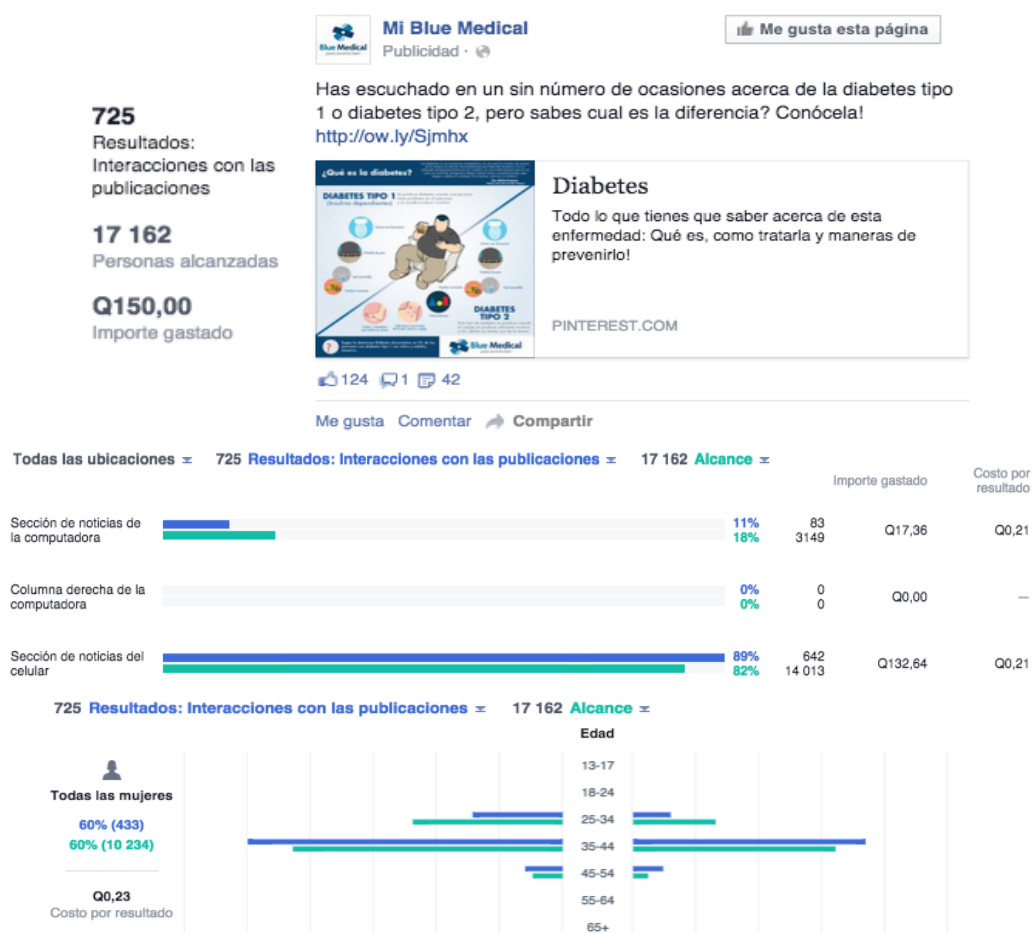 Mi Blue Medical
Publicidad ·
Me gusta esta página
Blue Medical
Has escuchado en un sin número de ocasiones acerca de la diabetes tipo
1 o diabetes tipo 2, pero sabes cual es la diferencia? Conócela!
http://ow.ly/Sjmhx
725
Resultados:
Interacciones con las
publicaciones
17 162
Personas alcanzadas
Q150,00
Importe gastado
¿Qué es la diabetes?
DIABETES TIPO 1
DIABETES
TIPO 2
Blue Medical
Diabetes
Todo lo que tienes que saber acerca de esta
enfermedad: Qué es, como tratarla y maneras de
prevenirlo!
PINTEREST.COM
124 1 42
Me gusta Comentar Compartir
Todas las ubicaciones 725 Resultados: Interacciones con las publicaciones 17 162 Alcance
Importe gastado
Costo por
resultado
Sección de noticias de
la computadora
11% 83
18% 3149
Q17,36
Q0,21
Columna derecha de la
computadora
0% 0
0% 0
Q0,00
—
Sección de noticias del
celular
89% 642
82% 14 013
Q132,64
Q0,21
725 Resultados: Interacciones con las publicaciones 17 162 Alcance
Edad
Todas las mujeres
60% (433)
60% (10 234)
Q0,23
Costo por resultado
13-17
18-24
25-34
35-44
45-54
55-64
65+